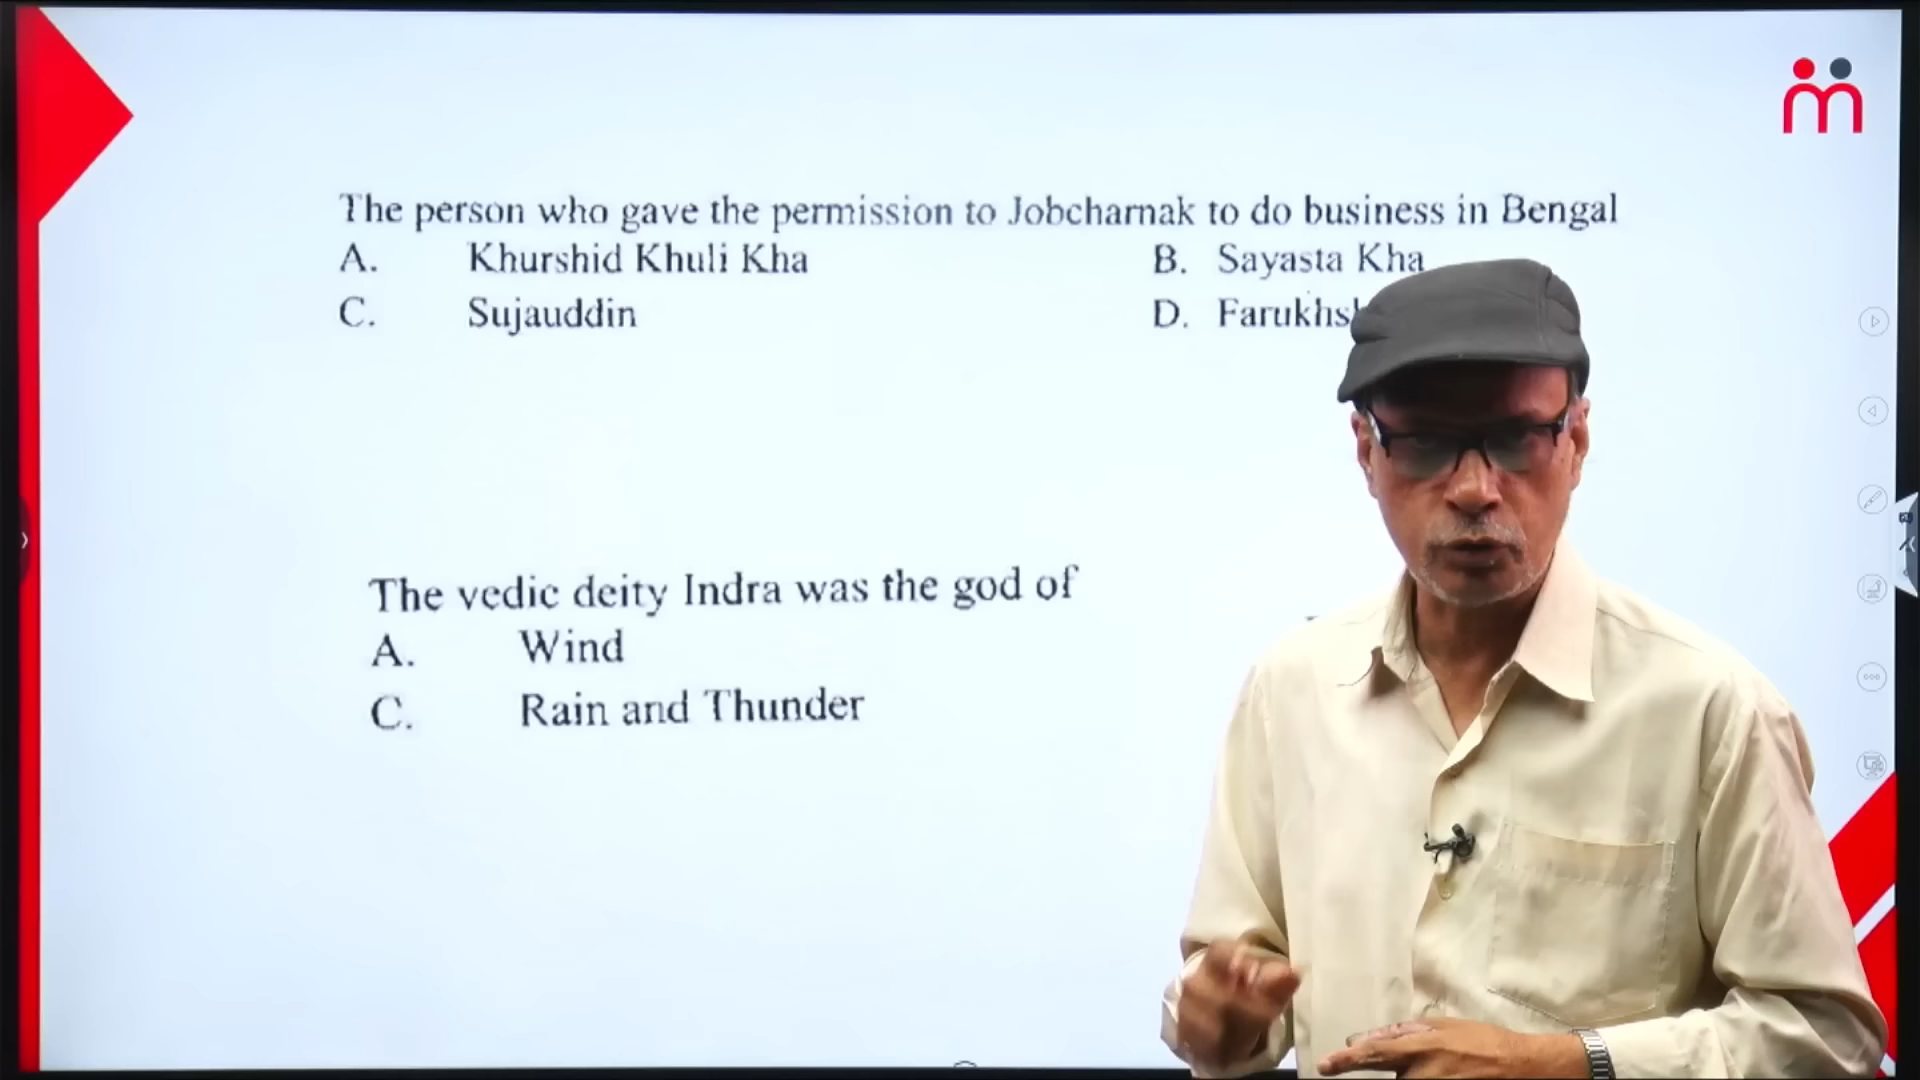 The person who gave the permission to Jobcharnak to do business in Bengal
A. Khurshid Khuli Kha B. Sayasta Kha
C. Sujauddin D.
The vedic deity Indra was the god of
A. Wind
C. Rain and Thunder